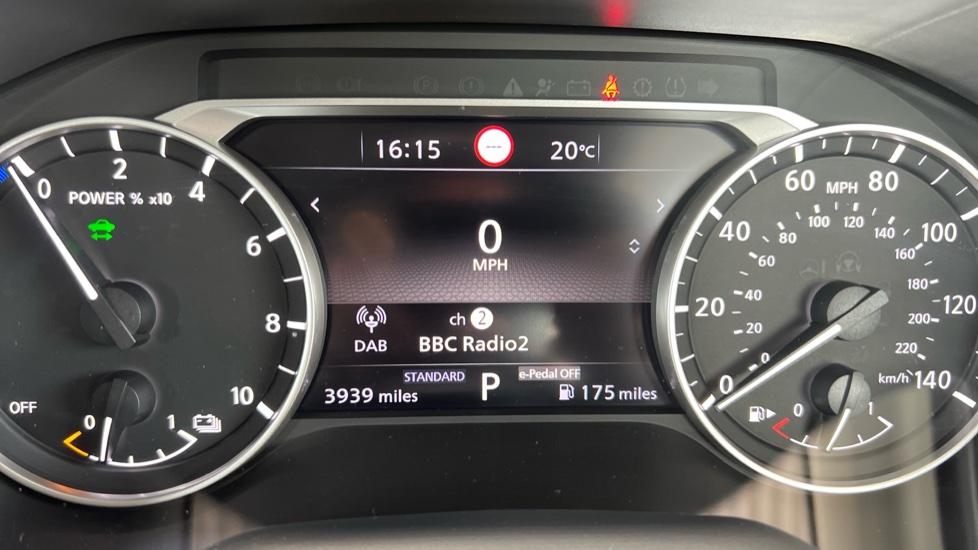 16:15
---
20°C
0
MPH
DAB
ch 2
BBC Radio2
STANDARD
e-Pedal OFF
3939 miles
P
175 miles
0 2 4 6 8 10
POWER % x10
OFF
0 1
0 20 40 60 80 100 120 140
MPH
0 20 40 60 80 100 120 140 160 180 200 220
km/h
0 1